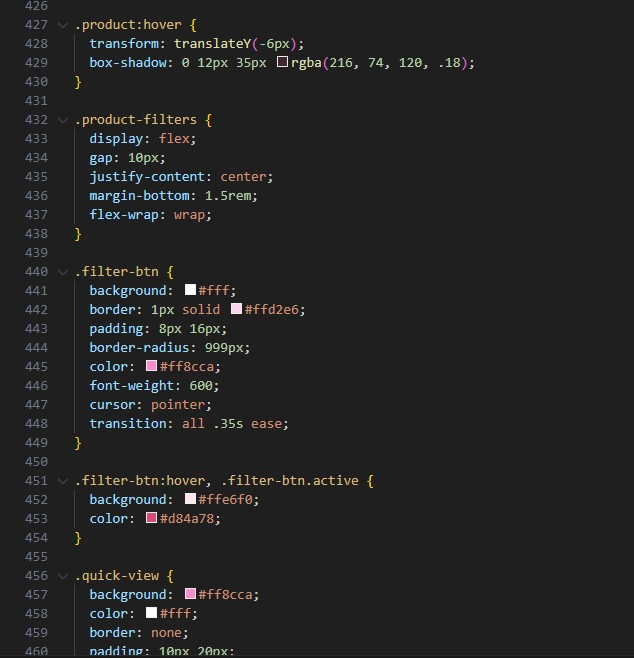 426
427 .product:hover {
428 transform: translateY(-6px);
429 box-shadow: 0 12px 35px rgba(216, 74, 120, .18);
430 }
431
432 .product-filters {
433 display: flex;
434 gap: 10px;
435 justify-content: center;
436 margin-bottom: 1.5rem;
437 flex-wrap: wrap;
438 }
439
440 .filter-btn {
441 background: #fff;
442 border: 1px solid #ffd2e6;
443 padding: 8px 16px;
444 border-radius: 999px;
445 color: #ff8cca;
446 font-weight: 600;
447 cursor: pointer;
448 transition: all .35s ease;
449 }
450
451 .filter-btn:hover, .filter-btn.active {
452 background: #ffe6f0;
453 color: #d84a78;
454 }
455
456 .quick-view {
457 background: #ff8cca;
458 color: #fff;
459 border: none;
460 padding: 10px 20px;